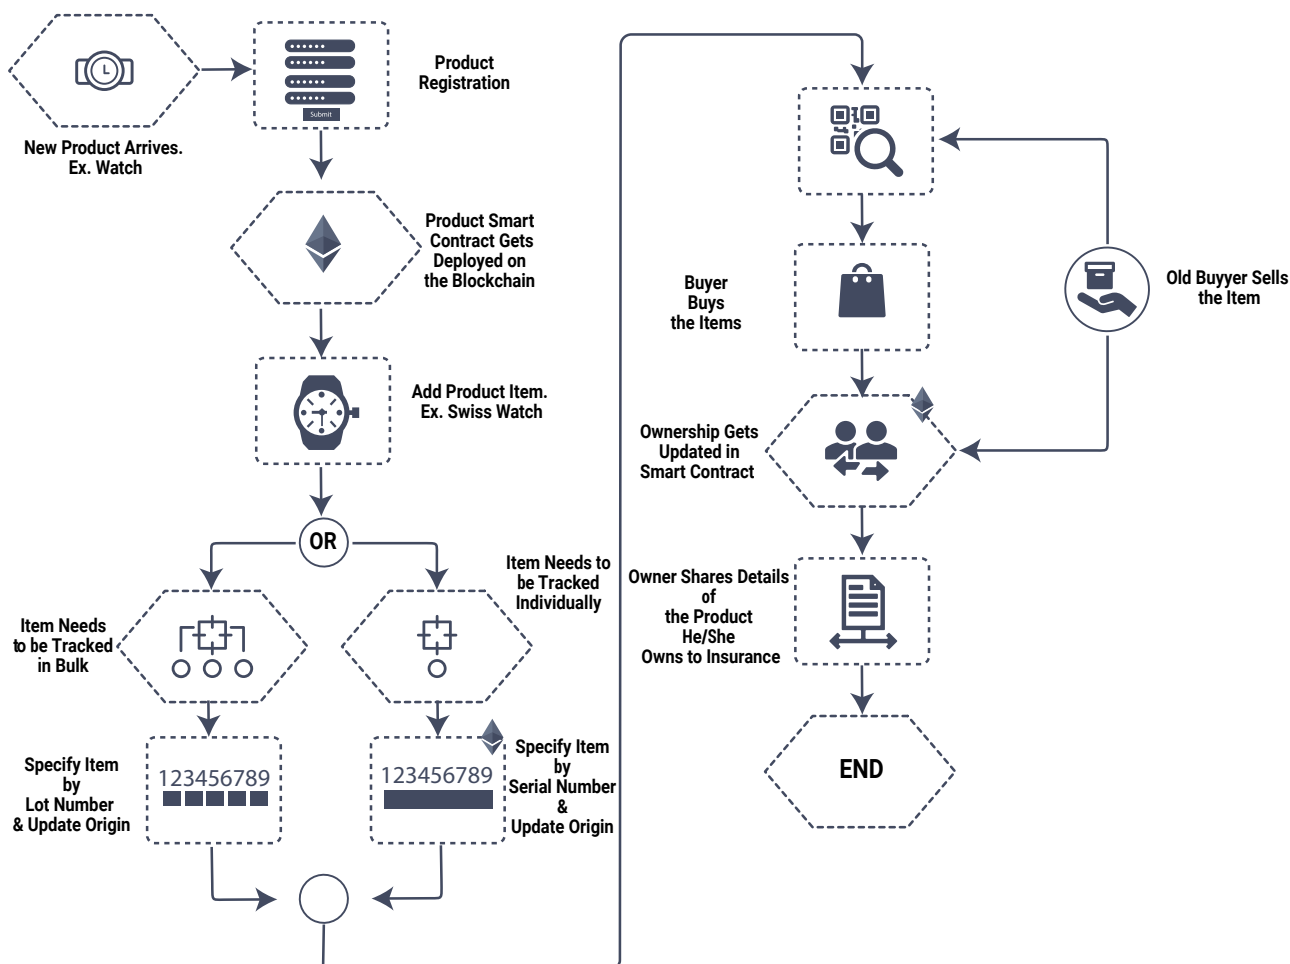 New Product Arrives.
Ex. Watch
Submit
Product
Registration
Product Smart
Contract Gets
Deployed on
the Blockchain
Add Product Item.
Ex. Swiss Watch
OR
Item Needs
to be Tracked
in Bulk
Item Needs to
be Tracked
Individually
Specify Item
by
Lot Number
& Update Origin
123456789
123456789
Specify Item
by
Serial Number
&
Update Origin
Buyer
Buys
the Items
Old Buyyer Sells
the Item
Ownership Gets
Updated in
Smart Contract
Owner Shares Details
of
the Product
He/She
Owns to Insurance
END